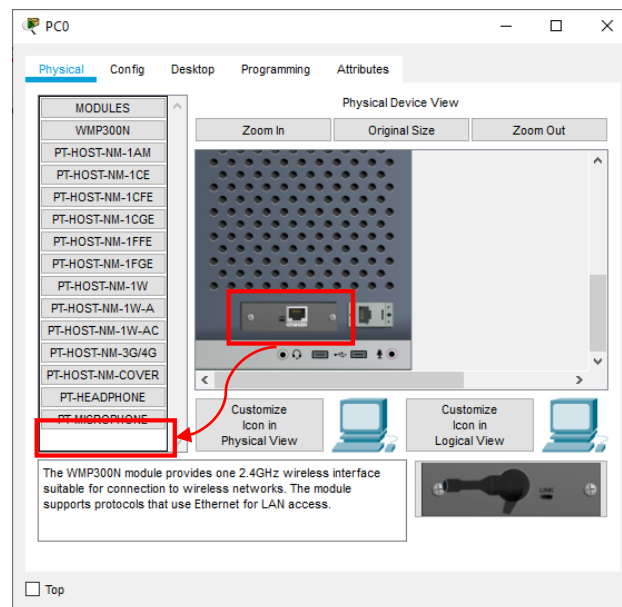 PC0
Physical Config Desktop Programming Attributes
MODULES
WMP300N
PT-HOST-NM-1AM
PT-HOST-NM-1CE
PT-HOST-NM-1CFE
PT-HOST-NM-1CGE
PT-HOST-NM-1FFE
PT-HOST-NM-1FGE
PT-HOST-NM-1W
PT-HOST-NM-1W-A
PT-HOST-NM-1W-AC
PT-HOST-NM-3G/4G
PT-HOST-NM-COVER
PT-HEADPHONE
PT-MICROPHONE
Physical Device View
Zoom In Original Size Zoom Out
Customize
Icon in
Physical View
Customize
Icon in
Logical View
The WMP300N module provides one 2.4GHz wireless interface
suitable for connection to wireless networks. The module
supports protocols that use Ethernet for LAN access.
LINK
Top